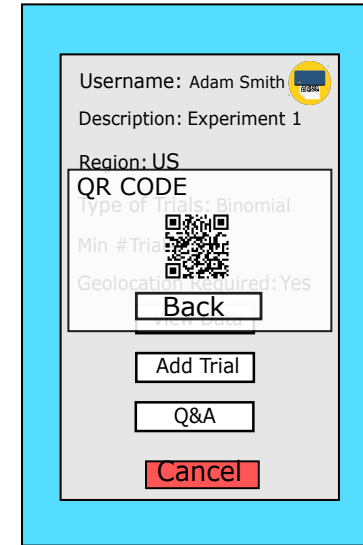 Username: Adam Smith
Description: Experiment 1
Region: US
QR CODE
Type of Trials: Binomial
Min #Tria
Geolocation Required: Yes
Back
View Data
Add Trial
Q&A
Cancel